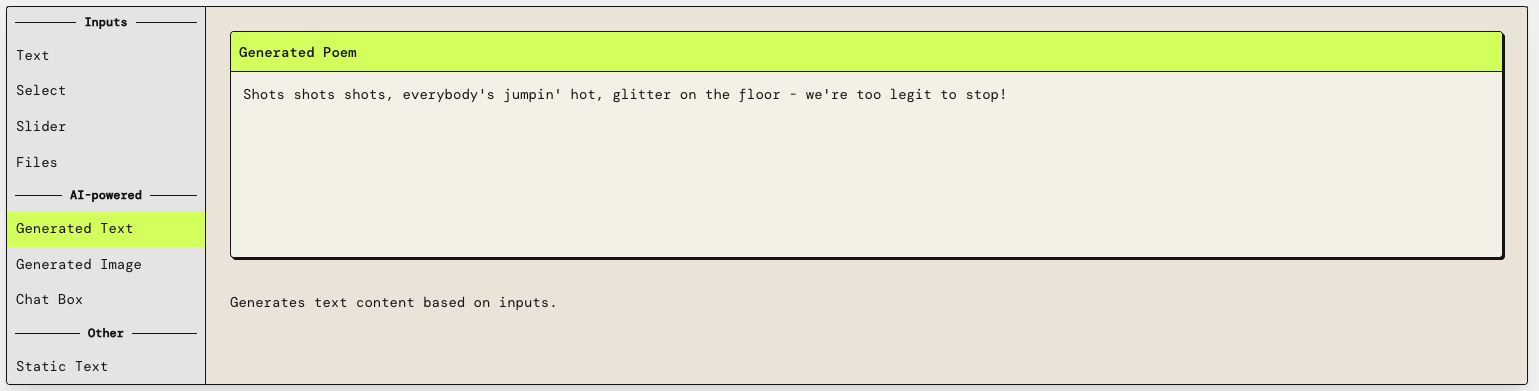 Inputs
Text
Select
Slider
Files
AI-powered
Generated Text
Generated Image
Chat Box
Other
Static Text
Generated Poem
Shots shots shots, everybody's jumpin' hot, glitter on the floor - we're too legit to stop!
Generates text content based on inputs.